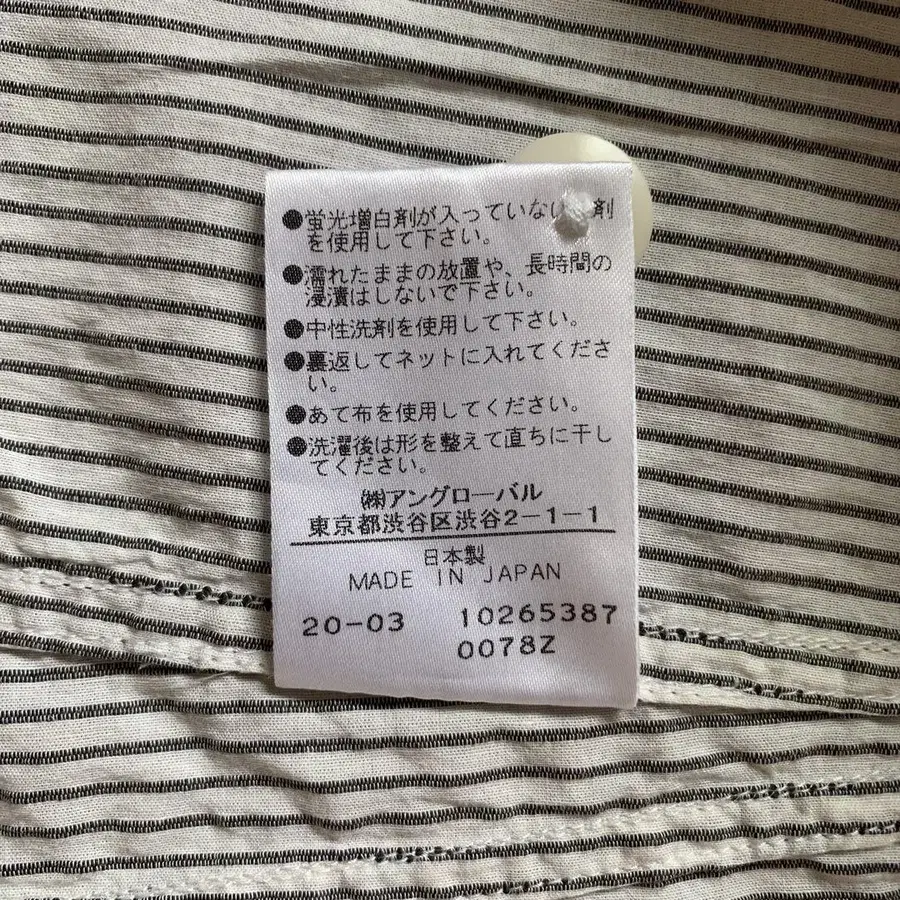 ●蛍光増白剤が入っていない 剤
を使用して下さい。
●濡れたままの放置や、長時間の
浸漬はしないで下さい。
●中性洗剤を使用して下さい。
●裏返してネットに入れてくださ
い。
●あて布を使用してください。
●洗濯後は形を整えて直ちに干し
てください。
㈱アングローバル
東京都渋谷区渋谷2-1-1
日本製
MADE IN JAPAN
20-03 10265387
0078Z